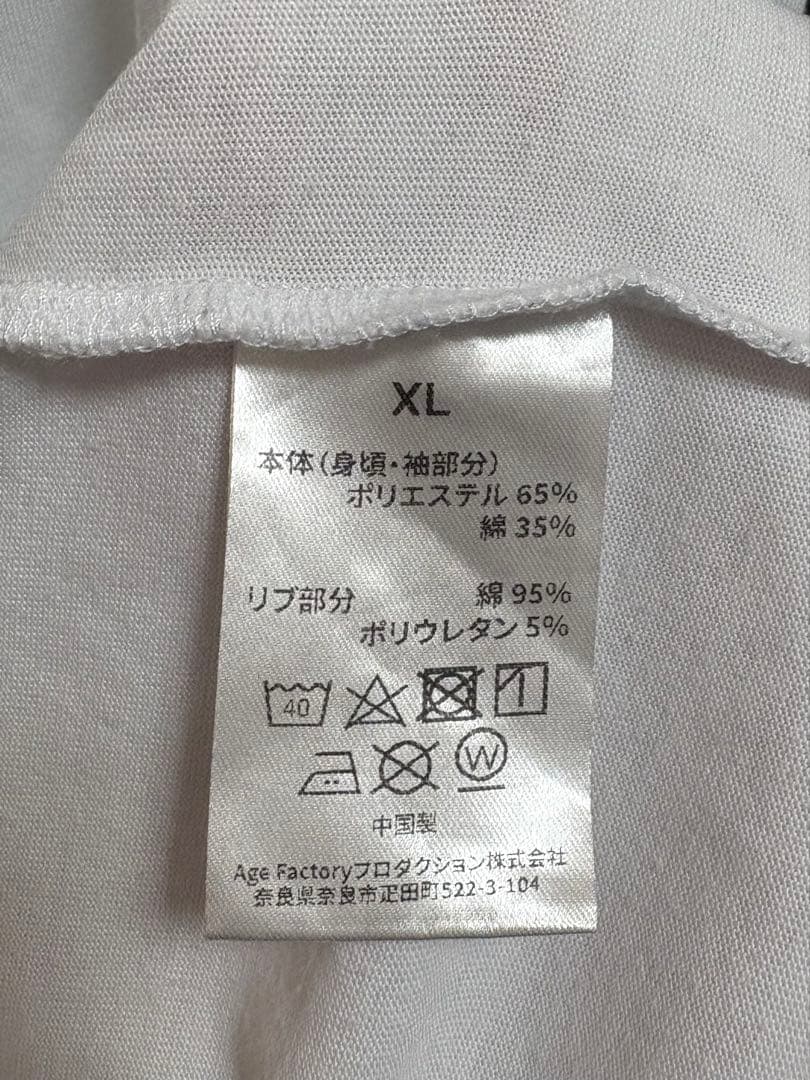 XL
本体(身頃・袖部分)
ポリエステル 65%
綿 35%
リブ部分 綿 95%
ポリウレタン 5%
40
W
中国製
Age Factoryプロダクション株式会社
奈良県奈良市疋田町522-3-104